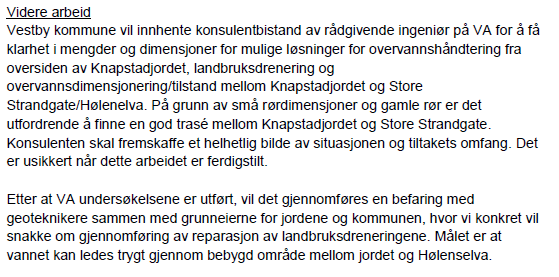 Videre arbeid
Vestby kommune vil innhente konsulentbistand av rådgivende ingeniør på VA for å få
klarhet i mengder og dimensjoner for mulige løsninger for overvannshåndtering fra
oversiden av Knapstadjordet, landbruksdrenering og
overvannsdimensjonering/tilstand mellom Knapstadjordet og Store
Strandgate/Hølenelva. På grunn av små rørdimensjoner og gamle rør er det
utfordrende å finne en god trasé mellom Knapstadjordet og Store Strandgate.
Konsulenten skal fremskaffe et helhetlig bilde av situasjonen og tiltakets omfang. Det
er usikkert når dette arbeidet er ferdigstilt.

Etter at VA undersøkelsene er utført, vil det gjennomføres en befaring med
geoteknikere sammen med grunneierne for jordene og kommunen, hvor vi konkret vil
snakke om gjennomføring av reparasjon av landbruksdreneringene. Målet er at
vannet kan ledes trygt gjennom bebygd område mellom jordet og Hølenselva.